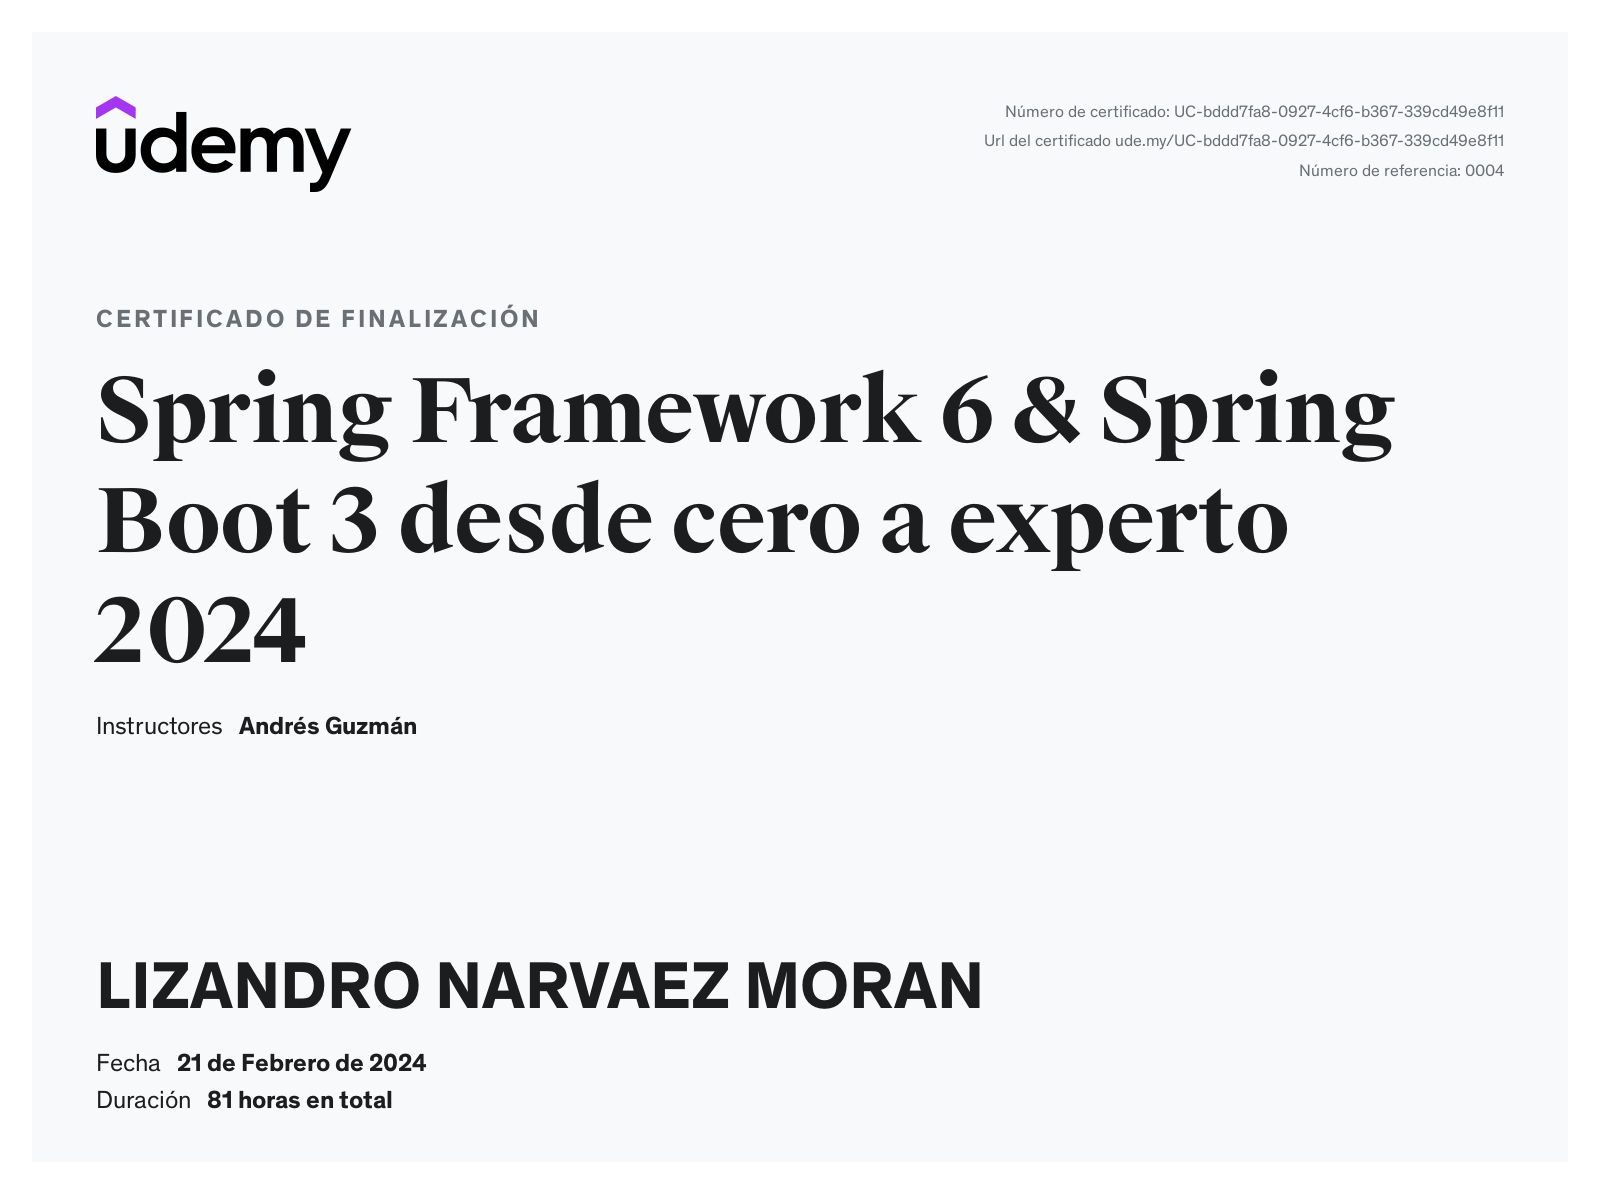 udemy
Número de certificado: UC-bddd7fa8-0927-4cf6-b367-339cd49e8f11
Url del certificado ude.my/UC-bddd7fa8-0927-4cf6-b367-339cd49e8f11
Número de referencia: 0004
CERTIFICADO DE FINALIZACIÓN
Spring Framework 6 & Spring
Boot 3 desde cero a experto
2024
Instructores Andrés Guzmán
LIZANDRO NARVAEZ MORAN
Fecha 21 de Febrero de 2024
Duración 81 horas en total